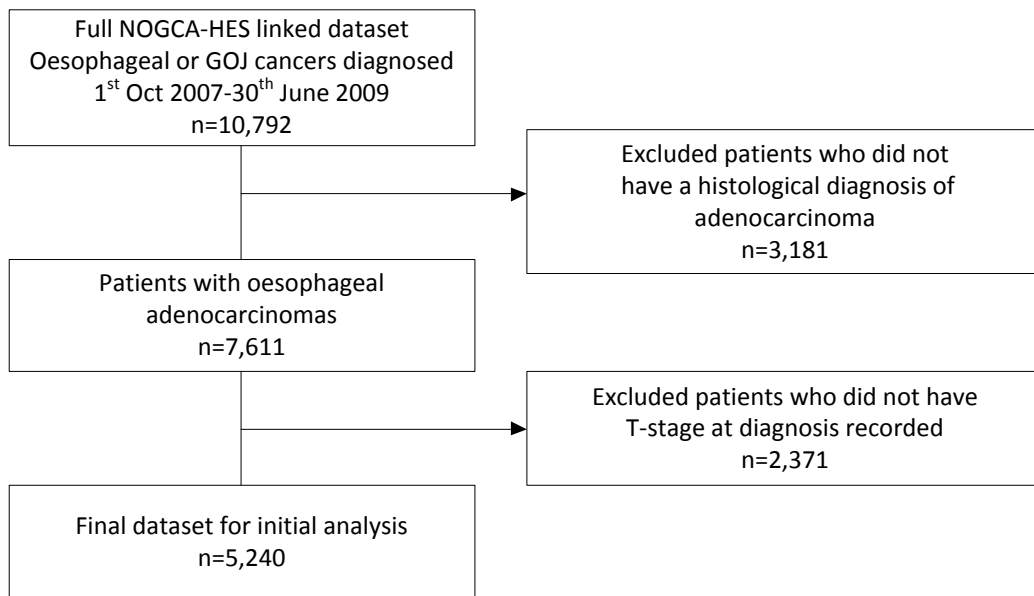 Full NOGCA-HES linked dataset
Oesophageal or GOJ cancers diagnosed
1st Oct 2007-30th June 2009
n=10,792
Excluded patients who did not
have a histological diagnosis of
adenocarcinoma
n=3,181
Patients with oesophageal
adenocarcinomas
n=7,611
Excluded patients who did not have
T-stage at diagnosis recorded
n=2,371
Final dataset for initial analysis
n=5,240